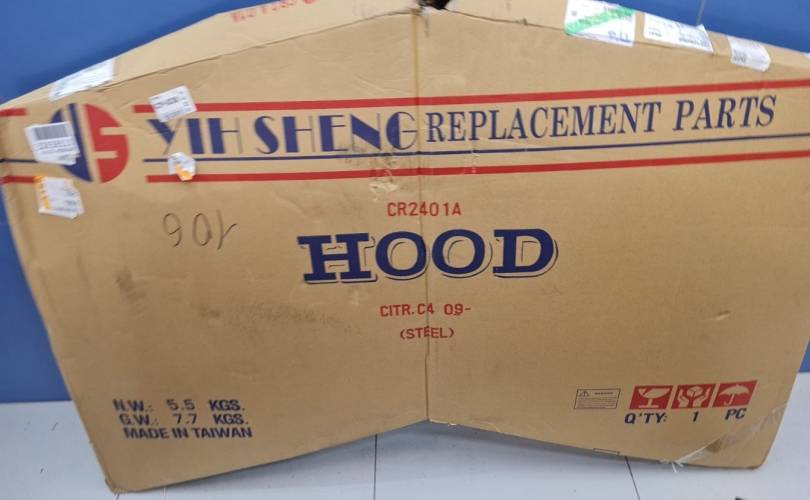 YIH SHENG REPLACEMENT PARTS
CR2401A
HOOD
CITR.C4 09-
(STEEL)
N.W.: 5.5 KGS.
G.W.: 7.7 KGS.
MADE IN TAIWAN
Q'TY: 1 PC